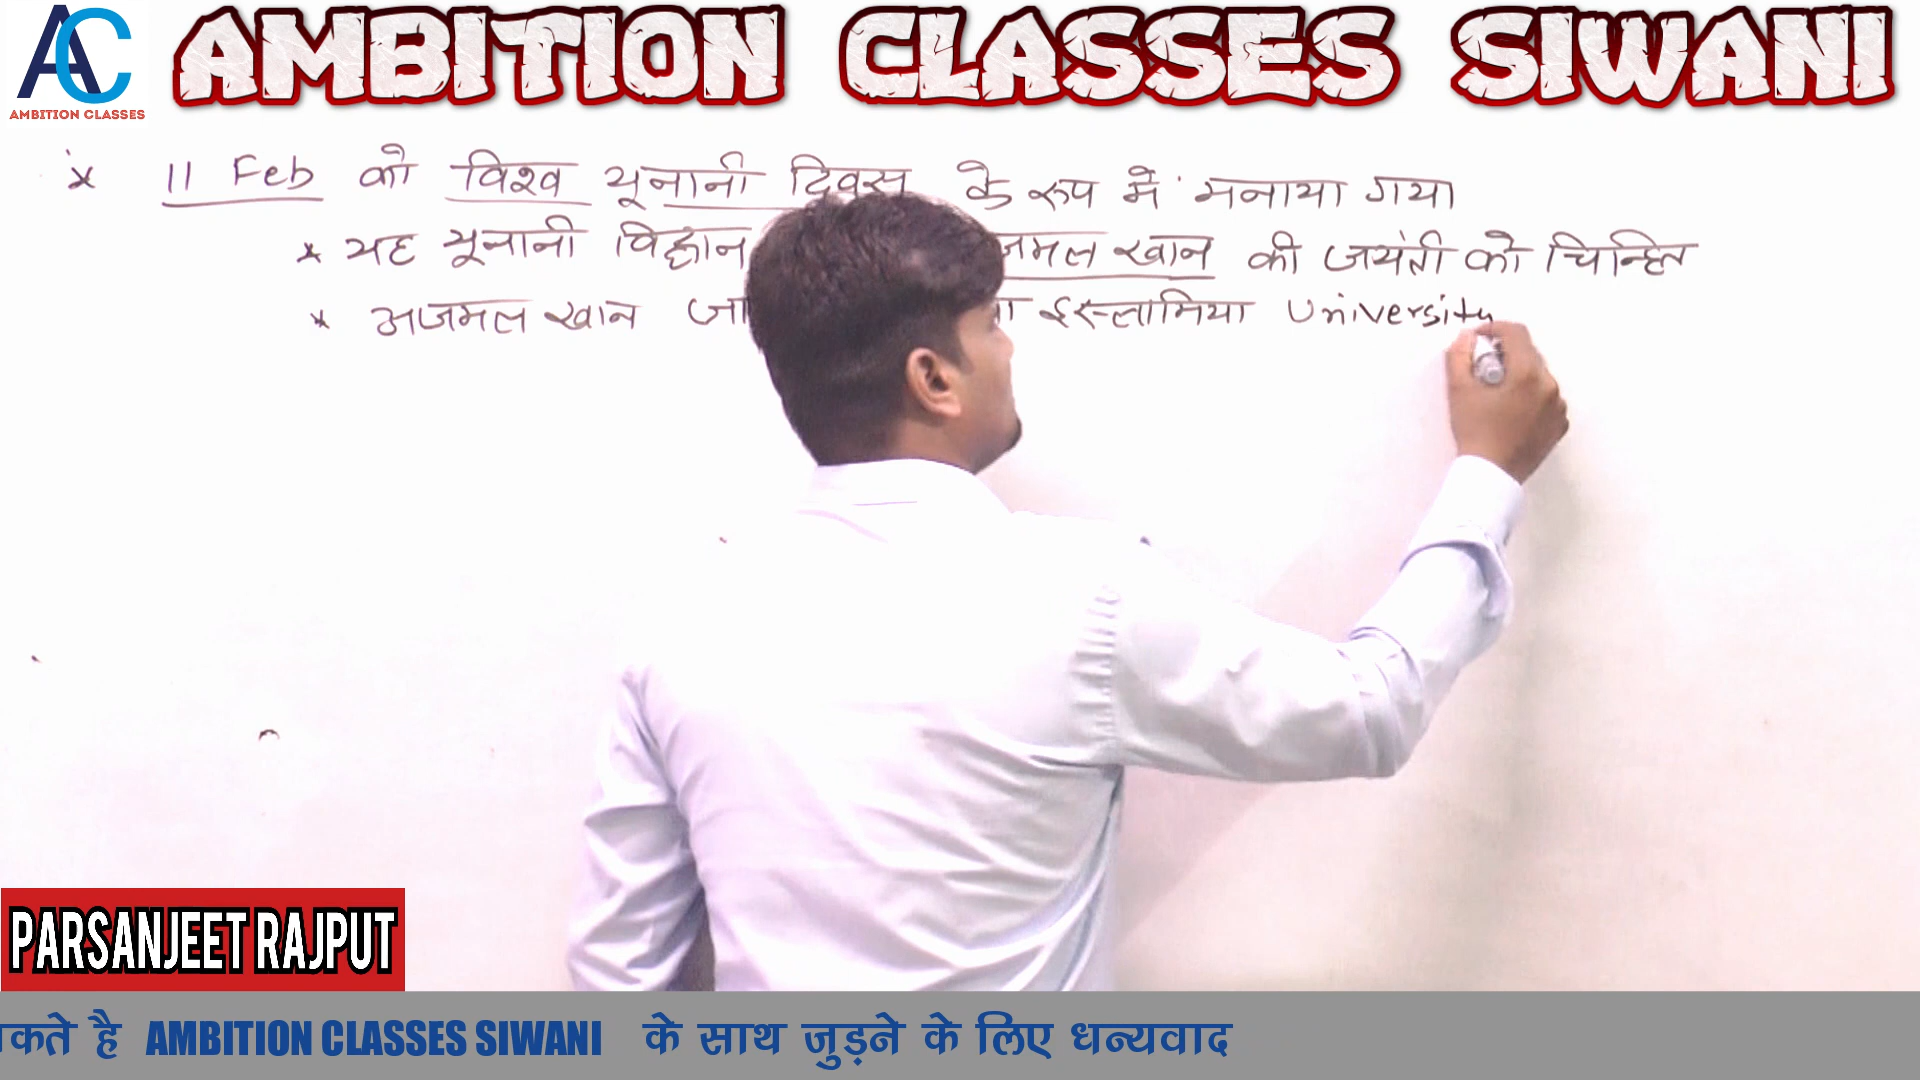 AC
AMBITION CLASSES
AMBITION CLASSES SIWANI
* 11 Feb को विश्व यूनानी दिवस के रूप में मनाया गया
* यह यूनानी विद्वान जमल खान की जयंती को चिन्हित
* अजमल खान जा ा इस्लामिया University
PARSANJEET RAJPUT
कते है AMBITION CLASSES SIWANI के साथ जुड़ने के लिए धन्यवाद